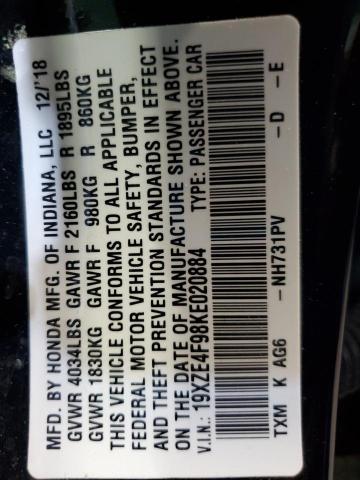 MFD. BY HONDA MFG. OF INDIANA, LLC 12/'18
GVWR 4034LBS GAWR F 2160LBS R 1895LBS
GVWR 1830KG GAWR F 980KG R 860KG
THIS VEHICLE CONFORMS TO ALL APPLICABLE
FEDERAL MOTOR VEHICLE SAFETY, BUMPER,
AND THEFT PREVENTION STANDARDS IN EFFECT
ON THE DATE OF MANUFACTURE SHOWN ABOVE.
V.I.N.: 19XZE4F98KE020884 TYPE: PASSENGER CAR
TXM K AG6 -NH731PV -D -E